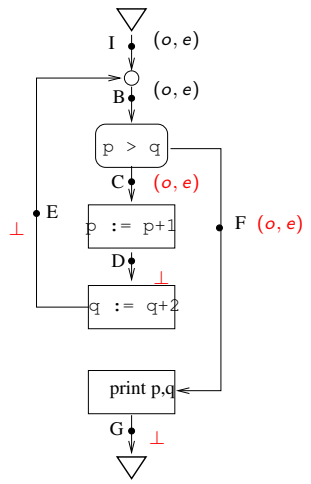 I (o, e)
B (o, e)
p > q
C (o, e)
E
F (o, e)
⊥
p := p+1
D
⊥
q := q+2
print p,q
G
⊥